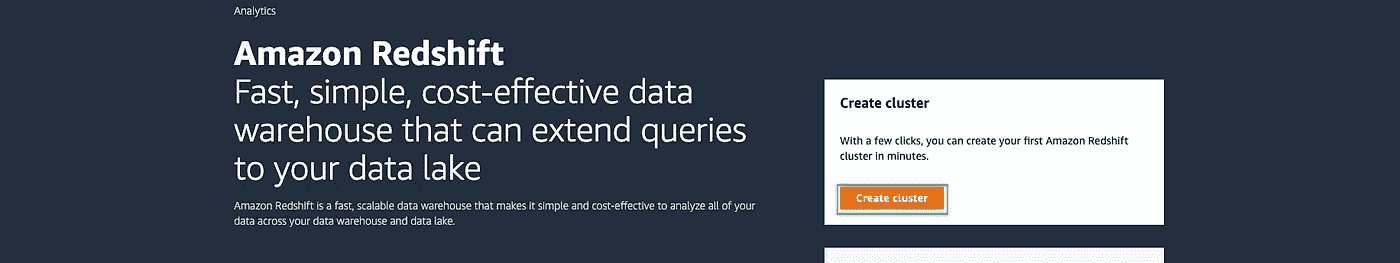 Analytics
Amazon Redshift
Fast, simple, cost-effective data
warehouse that can extend queries
to your data lake
Amazon Redshift is a fast, scalable data warehouse that makes it simple and cost-effective to analyze all of your
data across your data warehouse and data lake.
Create cluster
With a few clicks, you can create your first Amazon Redshift
cluster in minutes.
Create cluster